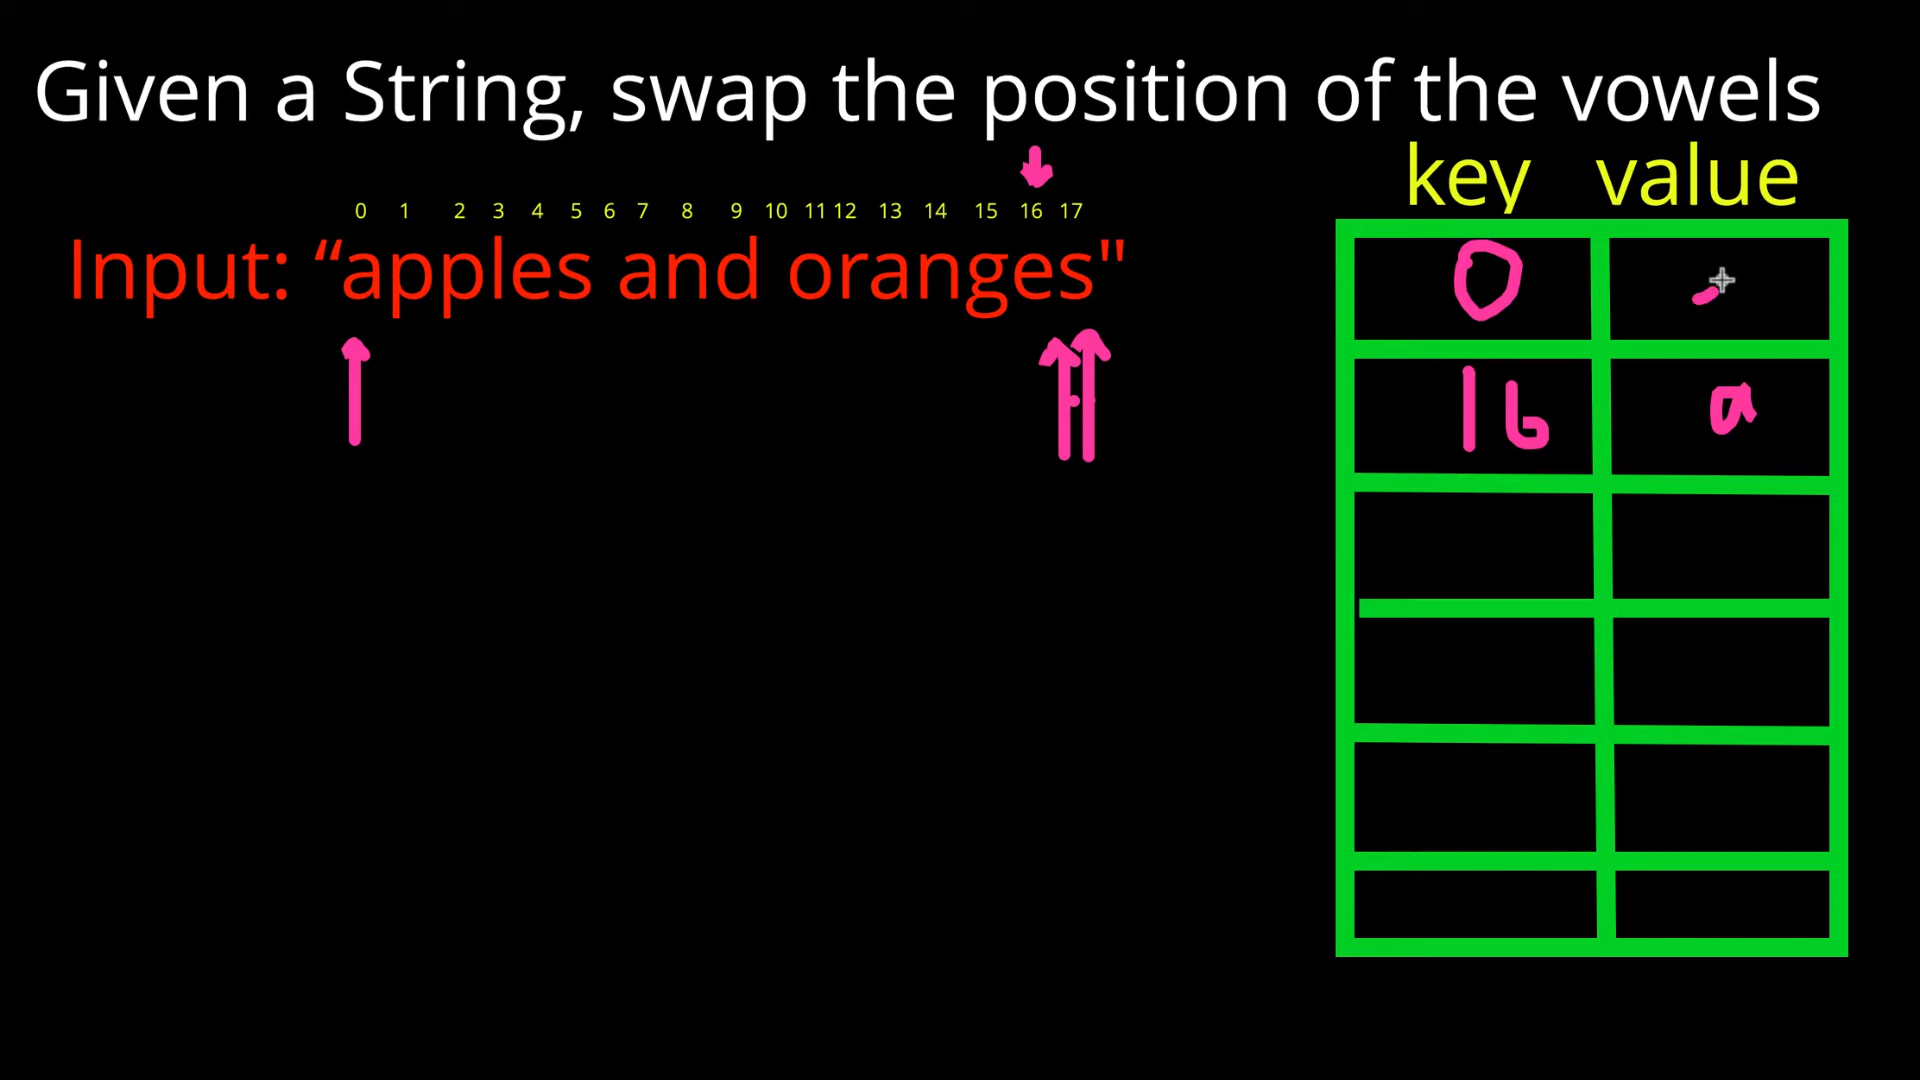 Given a String, swap the position of the vowels
key value
0 1 2 3 4 5 6 7 8 9 10 11 12 13 14 15 16 17
Input: “apples and oranges"
0
16 a